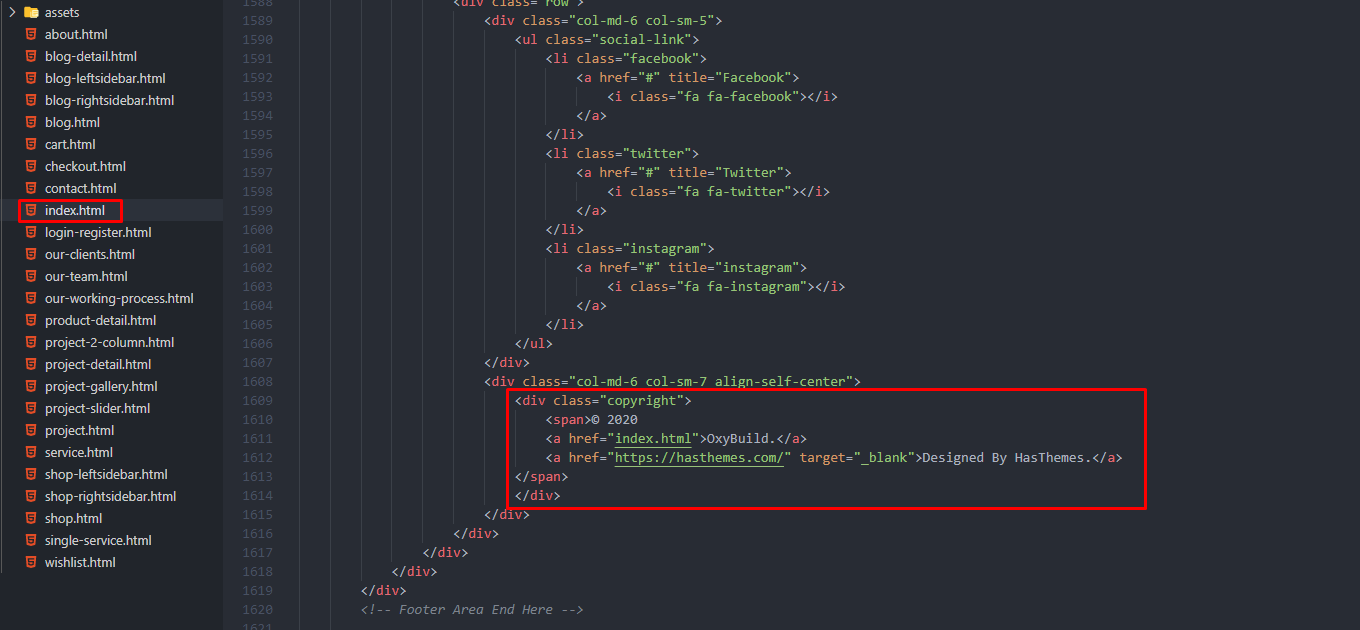 assets
about.html
blog-detail.html
blog-leftsidebar.html
blog-rightsidebar.html
blog.html
cart.html
checkout.html
contact.html
index.html
login-register.html
our-clients.html
our-team.html
our-working-process.html
product-detail.html
project-2-column.html
project-detail.html
project-gallery.html
project-slider.html
project.html
service.html
shop-leftsidebar.html
shop-rightsidebar.html
shop.html
single-service.html
wishlist.html
1588 <div class="row">
1589 <div class="col-md-6 col-sm-5">
1590 <ul class="social-link">
1591 <li class="facebook">
1592 <a href="#" title="Facebook">
1593 <i class="fa fa-facebook"></i>
1594 </a>
1595 </li>
1596 <li class="twitter">
1597 <a href="#" title="Twitter">
1598 <i class="fa fa-twitter"></i>
1599 </a>
1600 </li>
1601 <li class="instagram">
1602 <a href="#" title="instagram">
1603 <i class="fa fa-instagram"></i>
1604 </a>
1605 </li>
1606 </ul>
1607 </div>
1608 <div class="col-md-6 col-sm-7 align-self-center">
1609 <div class="copyright">
1610 <span>© 2020
1611 <a href="index.html">OxyBuild.</a>
1612 <a href="https://hasthemes.com/" target="_blank">Designed By HasThemes.</a>
1613 </span>
1614 </div>
1615 </div>
1616 </div>
1617 </div>
1618 </div>
1619 </div>
1620 <!-- Footer Area End Here -->
1621